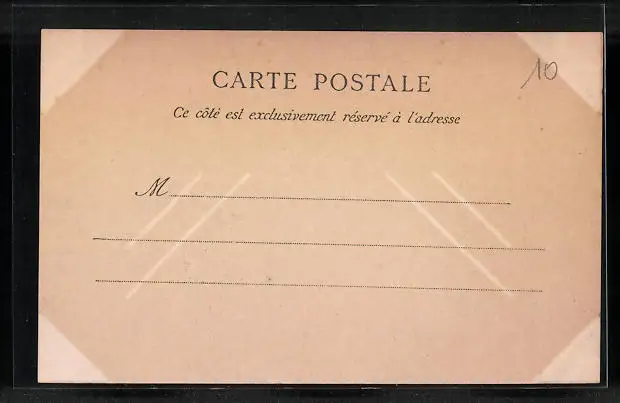 10
CARTE POSTALE
Ce côté est exclusivement réservé à l'adresse
M